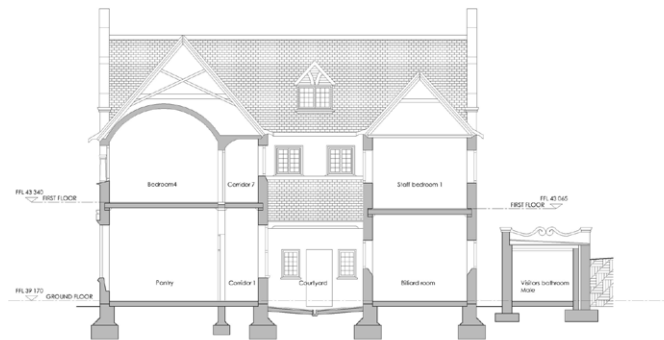 Bedroom4
Corridor 7
Staff bedroom 1
FFL 43 340
FIRST FLOOR
FFL 43 065
FIRST FLOOR
Pantry
Corridor 1
Courtyard
Billiard room
Visitors bathroom
Male
FFL 39 170
GROUND FLOOR